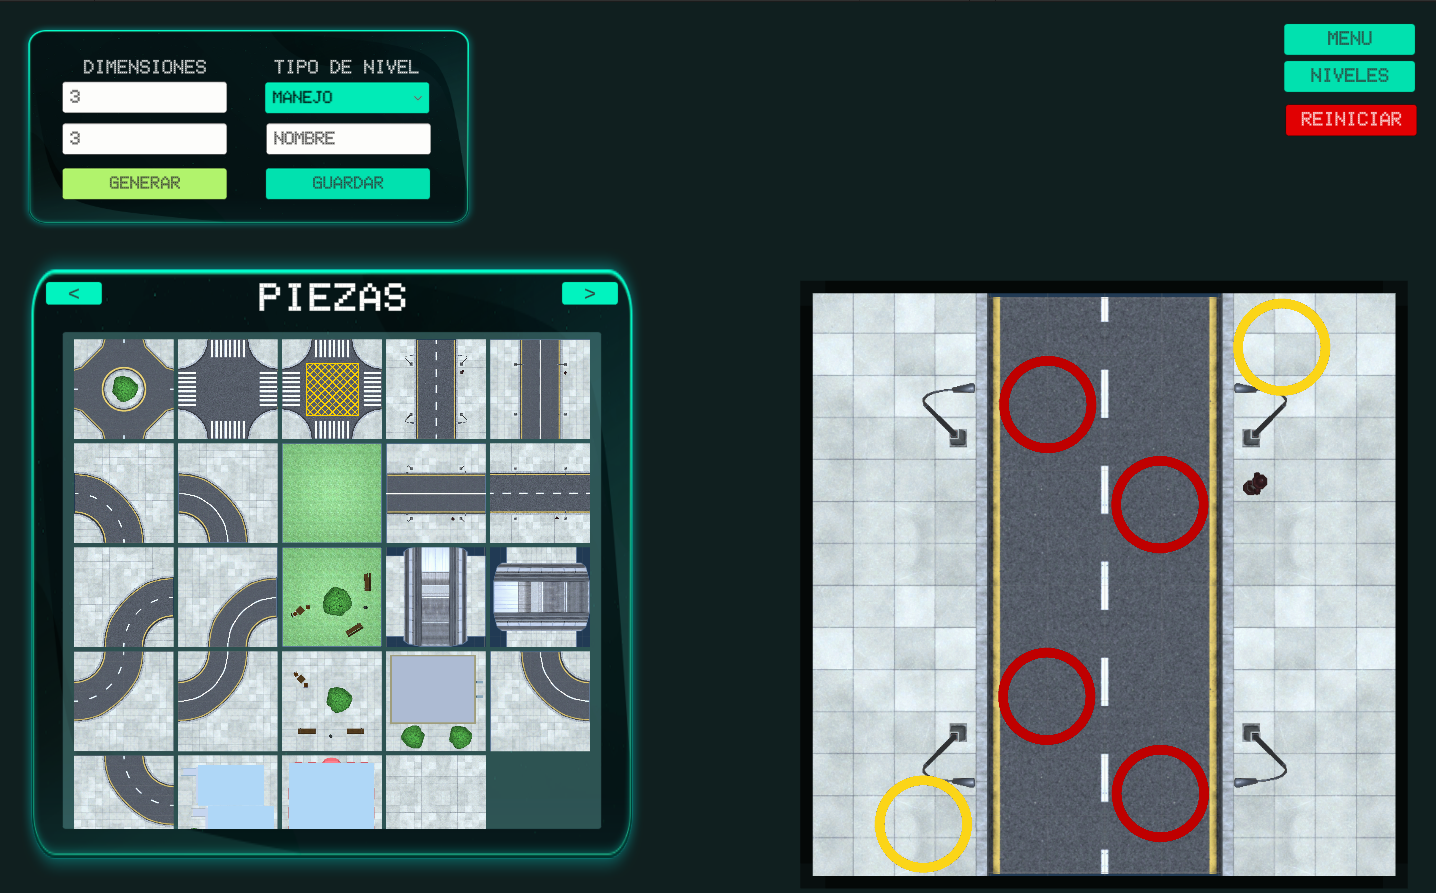 DIMENSIONES
3
3
GENERAR
TIPO DE NIVEL
MANEJO
NOMBRE
GUARDAR
MENU
NIVELES
REINICIAR
<
PIEZAS
>